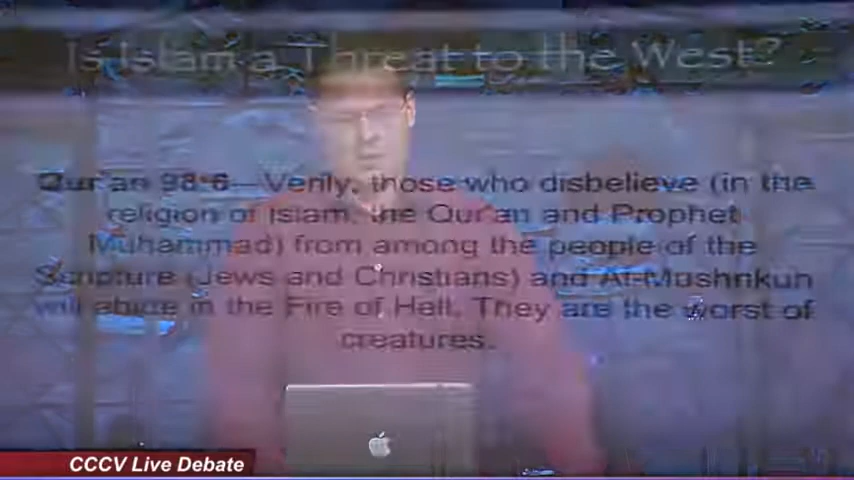 Is Islam a Threat to the West?
Qur'an 98:6—Verily, those who disbelieve (in the
religion of Islam, the Qur'an and Prophet
Muhammad) from among the people of the
Scripture (Jews and Christians) and Al-Mushrikun
will abide in the Fire of Hell. They are the worst of
creatures.
CCCV Live Debate